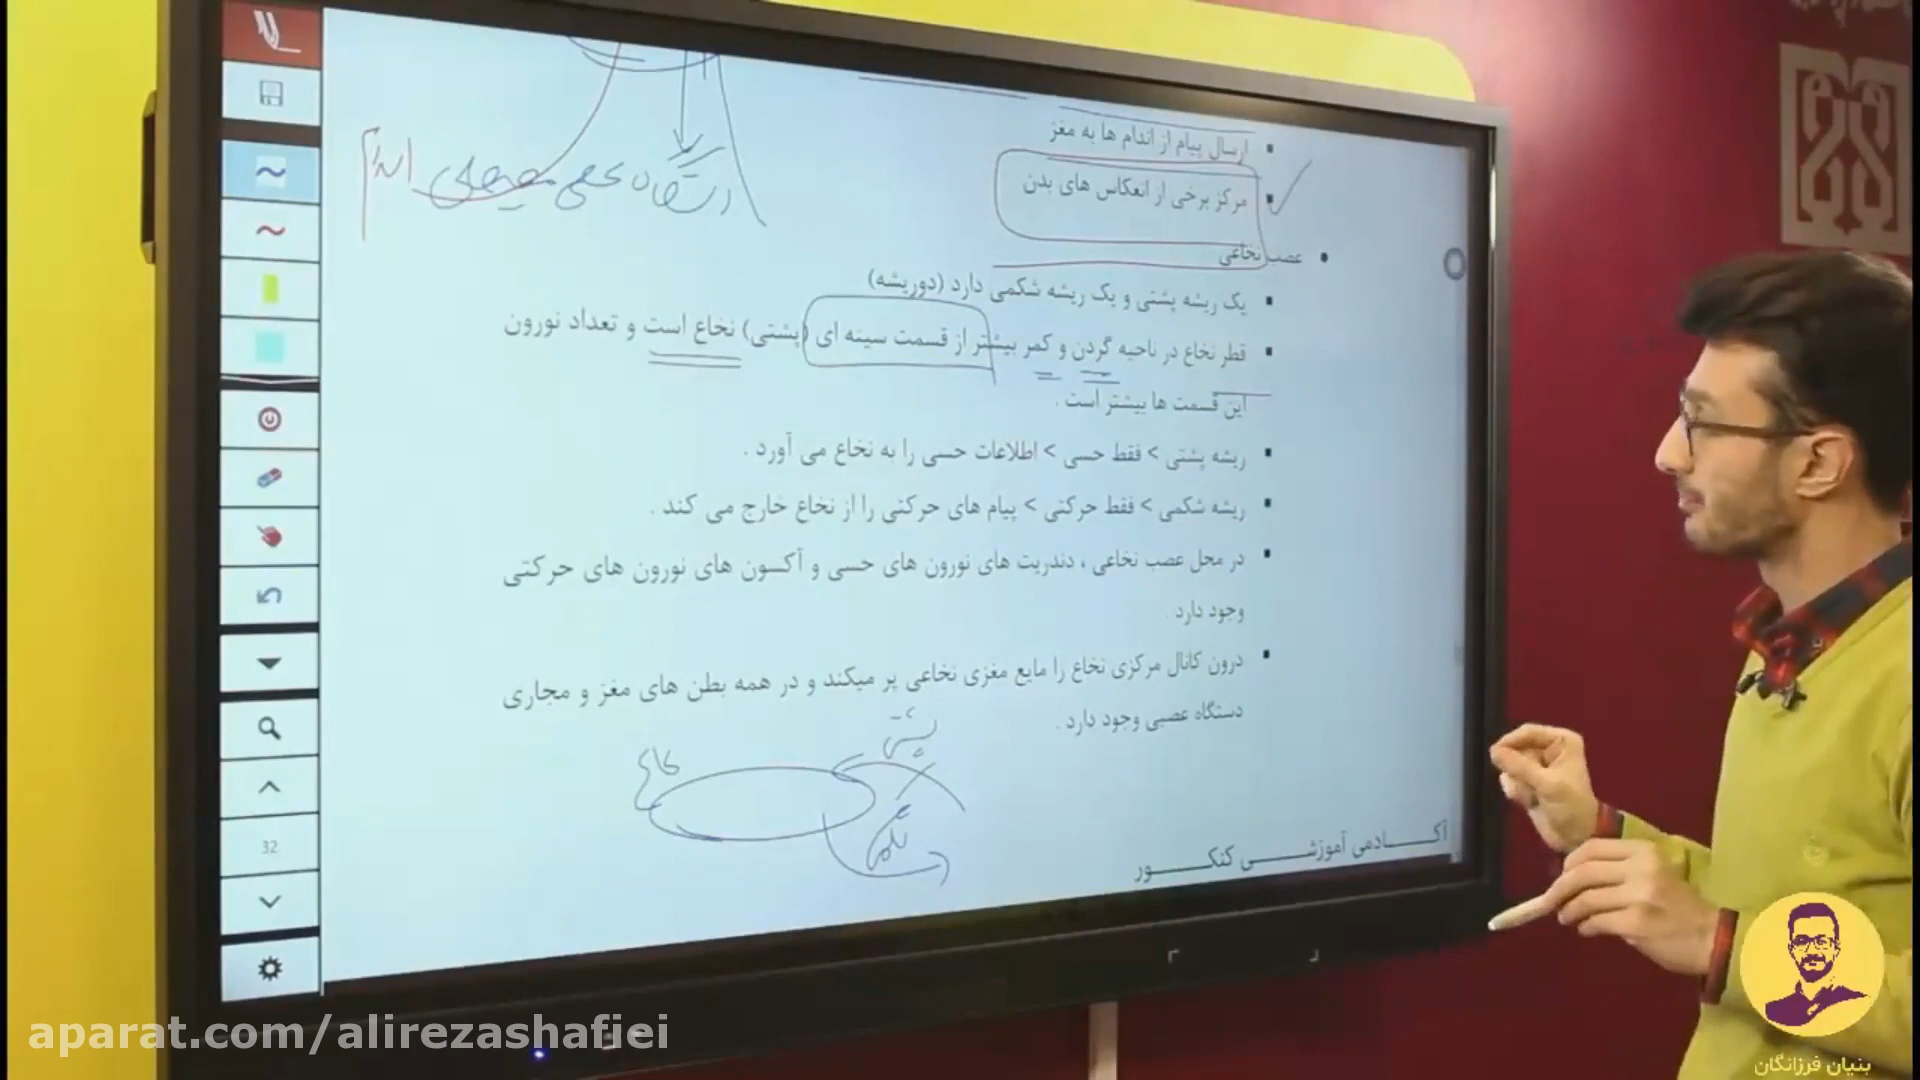 ارسال پیام از اندام ها به مغز
مرکز برخی از انعکاس های بدن
عصب نخاعی
یک ریشه پشتی و یک ریشه شکمی دارد (دوریشه)
قطر نخاع در ناحیه گردن و کمر بیشتر از قسمت سینه ای (پشتی) نخاع است و تعداد نورون
این قسمت ها بیشتر است .
ریشه پشتی > فقط حسی > اطلاعات حسی را به نخاع می آورد .
ریشه شکمی > فقط حرکتی > پیام های حرکتی را از نخاع خارج می کند .
در محل عصب نخاعی ، دندریت های نورون های حسی و آکسون های نورون های حرکتی
وجود دارد .
درون کانال مرکزی نخاع را مایع مغزی نخاعی پر میکند و در همه بطن های مغز و مجاری
دستگاه عصبی وجود دارد .
آکادمی آموزشی کنکور
32
aparat.com/alirezashafiei
بنیان فرزانگان